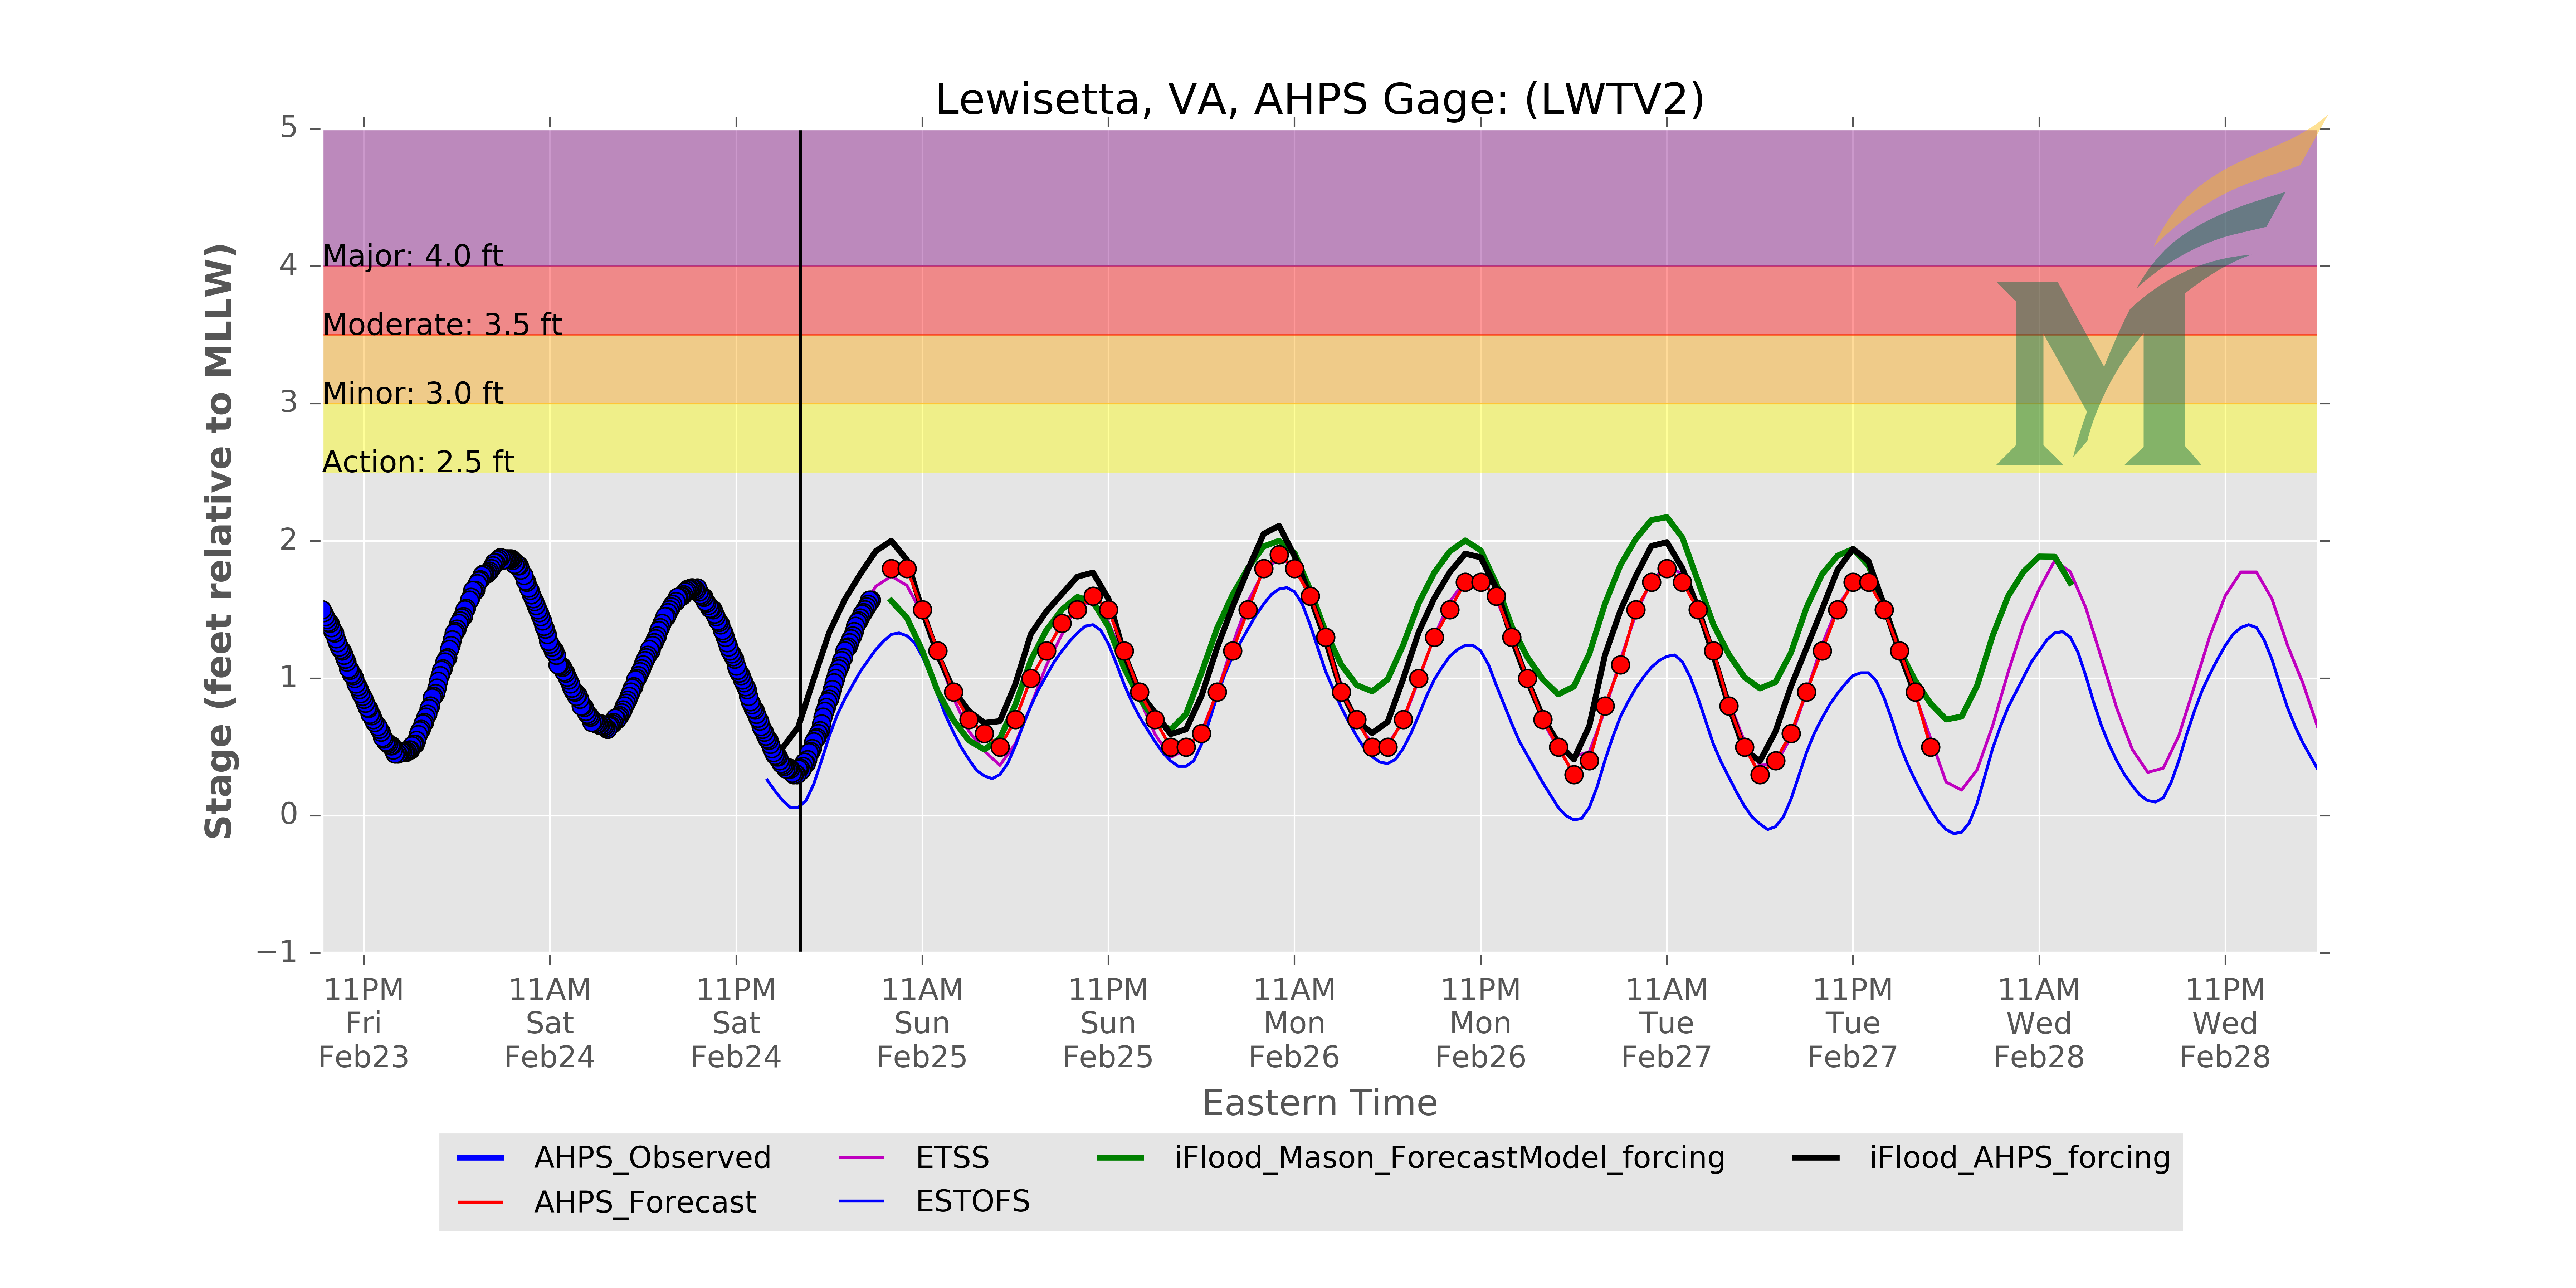 Lewisetta, VA, AHPS Gage: (LWTV2)
Stage (feet relative to MLLW)
5
4
3
2
1
0
−1
Major: 4.0 ft
Moderate: 3.5 ft
Minor: 3.0 ft
Action: 2.5 ft
M
11PM 11AM 11PM 11AM 11PM 11AM 11PM 11AM 11PM 11AM 11PM
Fri Sat Sat Sun Sun Mon Mon Tue Tue Wed Wed
Feb23 Feb24 Feb24 Feb25 Feb25 Feb26 Feb26 Feb27 Feb27 Feb28 Feb28
Eastern Time
AHPS_Observed ETSS iFlood_Mason_ForecastModel_forcing iFlood_AHPS_forcing
AHPS_Forecast ESTOFS